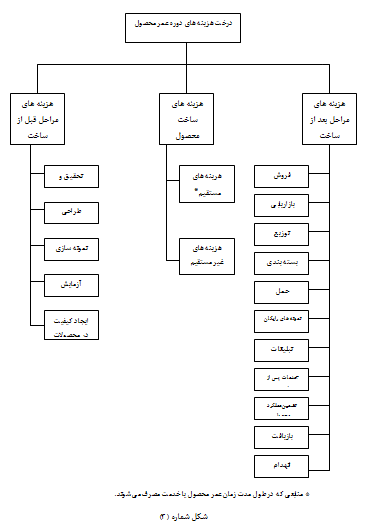 درخت هزینه های دوره عمر محصول
هزینه های
مراحل بعد از
ساخت
فروش
بازاریابی
توزیع
بسته بندی
حمل
نمونه های رایگان
تبلیغات
خدمات پس از
تضمین عملکرد
بازیافت
انهدام
هزینه های
ساخت
محصول
هزینه های
مستقیم*
هزینه های
غیر مستقیم
هزینه های
مراحل قبل از
ساخت
تحقیق و
طراحی
نمونه سازی
آزمایش
ایجاد کیفیت
در محصولات
* منابعی که در طول مدت زمان عمر محصول یا خدمت مصرف می شوند.
شکل شماره (۳)